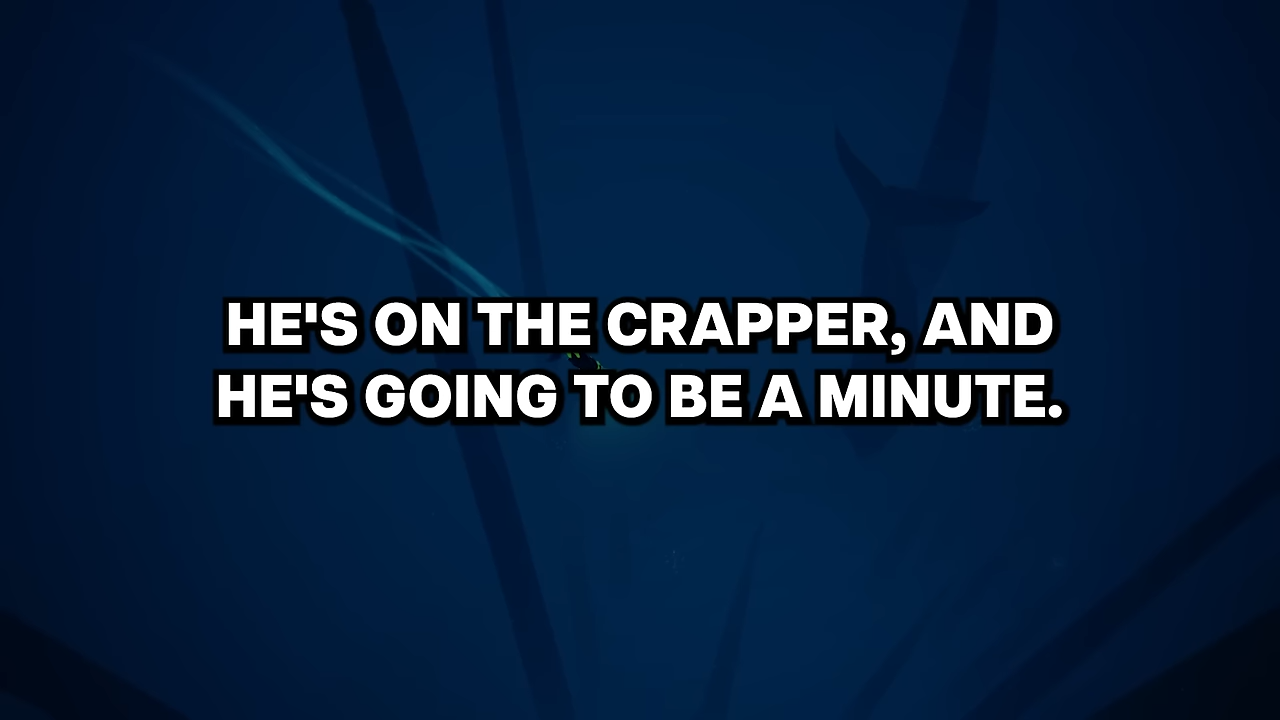 HE'S ON THE CRAPPER, AND
HE'S GOING TO BE A MINUTE.